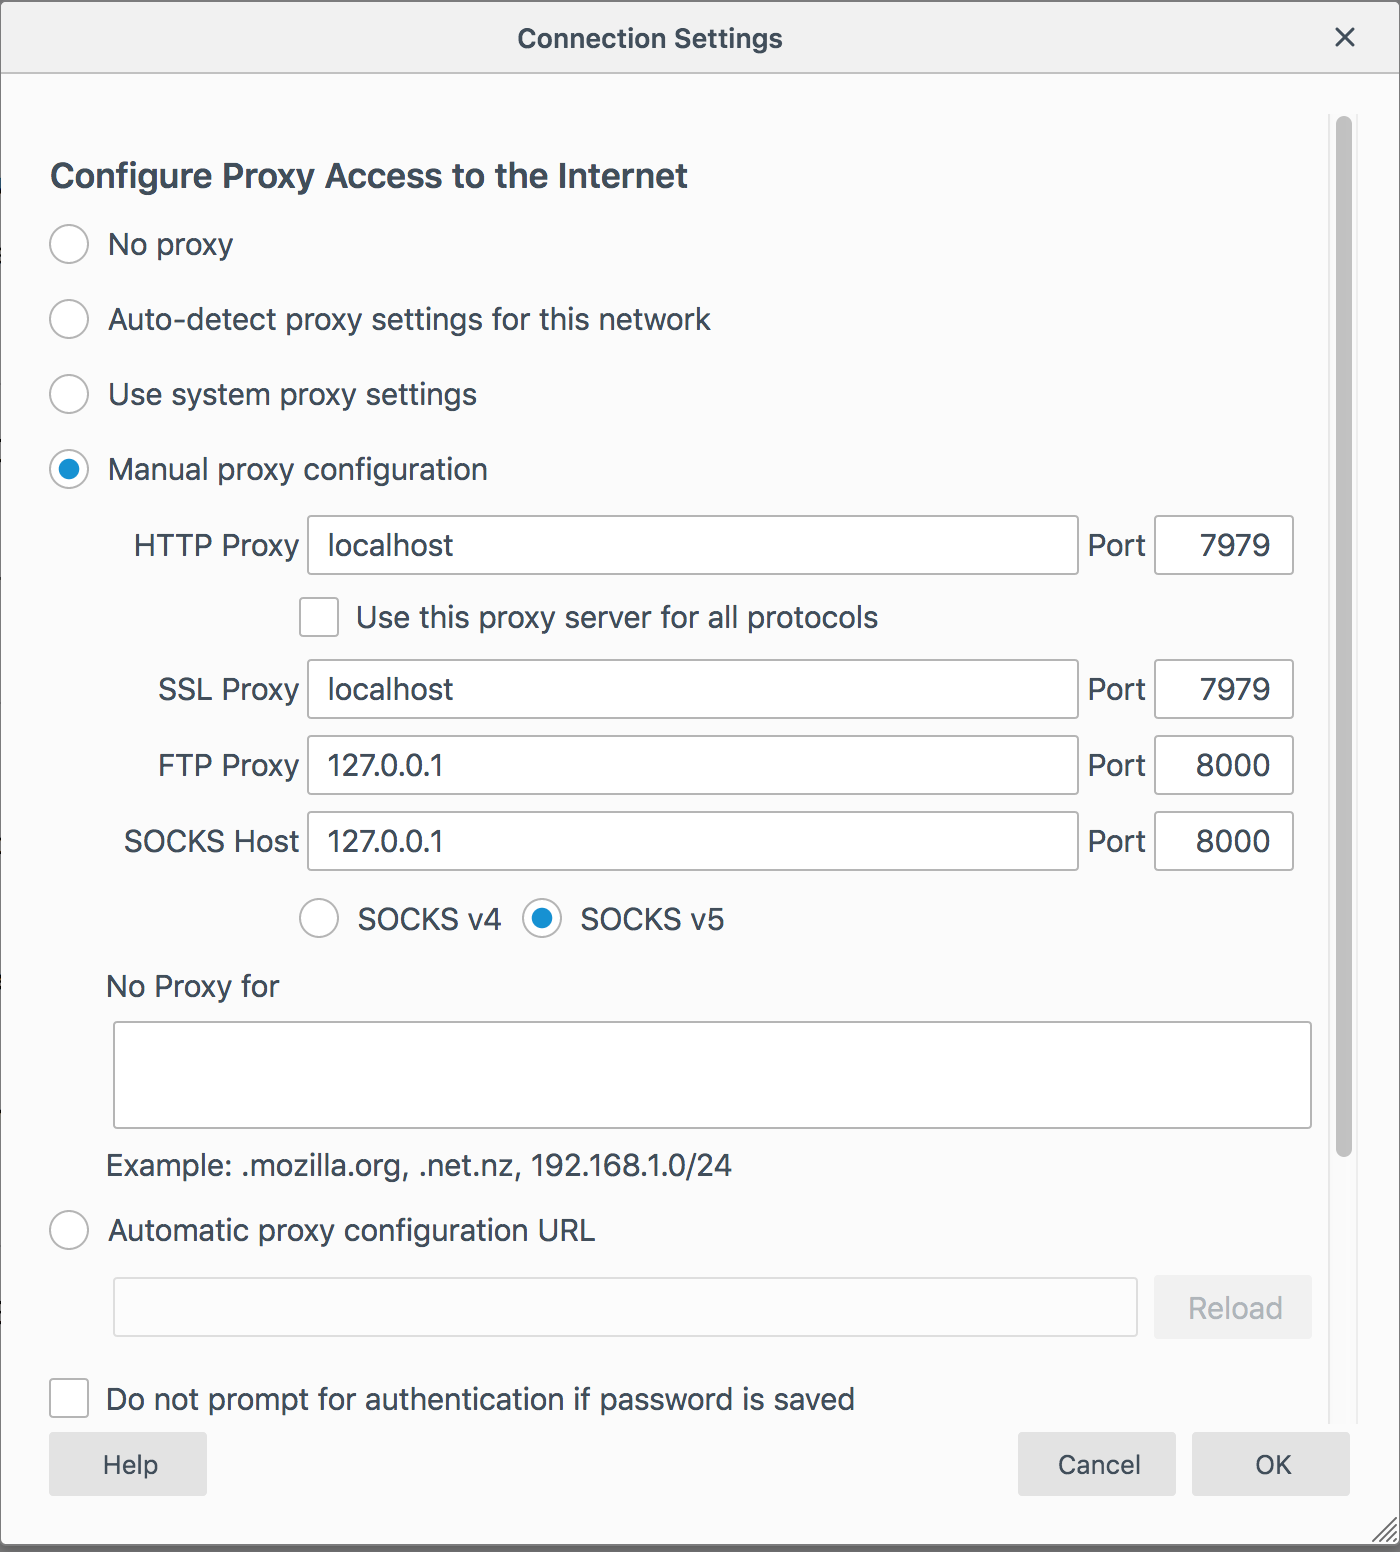 Connection Settings
Configure Proxy Access to the Internet
No proxy
Auto-detect proxy settings for this network
Use system proxy settings
Manual proxy configuration
HTTP Proxy localhost Port 7979
Use this proxy server for all protocols
SSL Proxy localhost Port 7979
FTP Proxy 127.0.0.1 Port 8000
SOCKS Host 127.0.0.1 Port 8000
SOCKS v4 SOCKS v5
No Proxy for
Example: .mozilla.org, .net.nz, 192.168.1.0/24
Automatic proxy configuration URL
Reload
Do not prompt for authentication if password is saved
Help Cancel OK